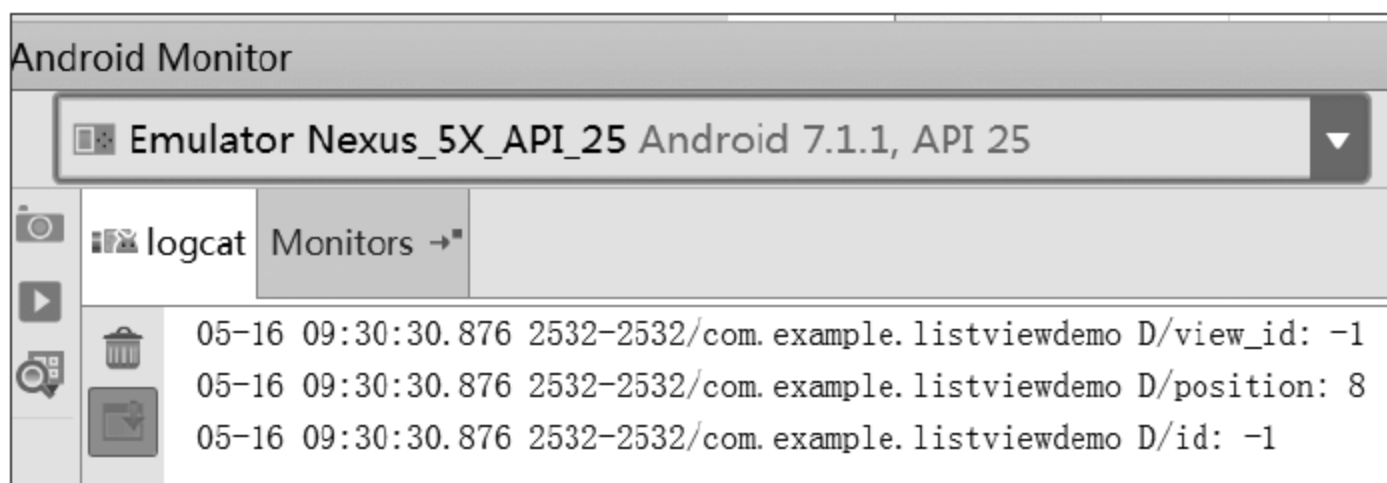 Android Monitor
Emulator Nexus_5X_API_25 Android 7.1.1, API 25
logcat Monitors
05-16 09:30:30.876 2532-2532/com.example.listviewdemo D/view_id: -1
05-16 09:30:30.876 2532-2532/com.example.listviewdemo D/position: 8
05-16 09:30:30.876 2532-2532/com.example.listviewdemo D/id: -1